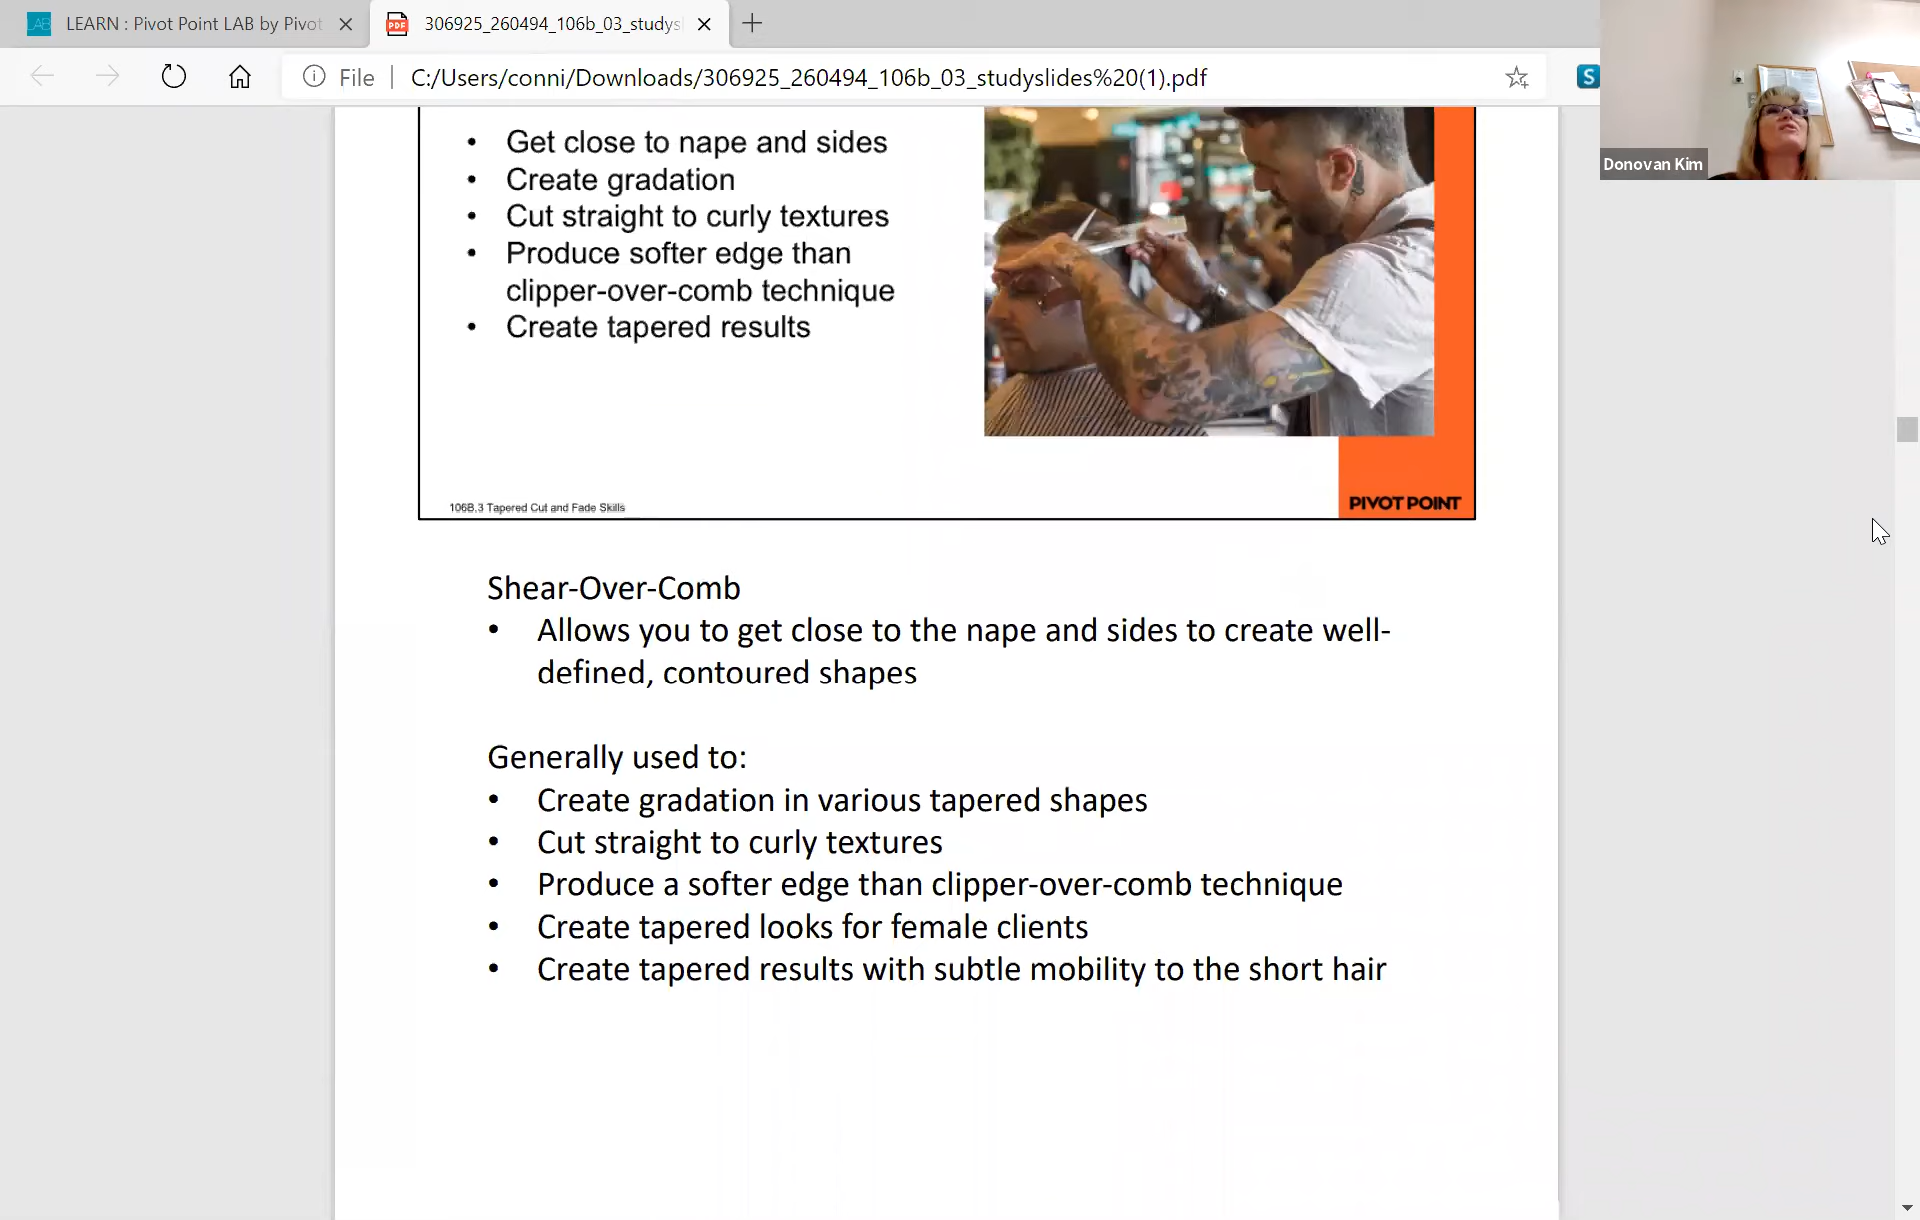 LEARN : Pivot Point LAB by Pivot
306925_260494_106b_03_studys
File
C:/Users/conni/Downloads/306925_260494_106b_03_studyslides%20(1).pdf
S
Donovan Kim
• Get close to nape and sides
• Create gradation
• Cut straight to curly textures
• Produce softer edge than
clipper-over-comb technique
• Create tapered results
106B.3 Tapered Cut and Fade Skills
PIVOT POINT
Shear-Over-Comb
• Allows you to get close to the nape and sides to create well-
defined, contoured shapes
Generally used to:
• Create gradation in various tapered shapes
• Cut straight to curly textures
• Produce a softer edge than clipper-over-comb technique
• Create tapered looks for female clients
• Create tapered results with subtle mobility to the short hair